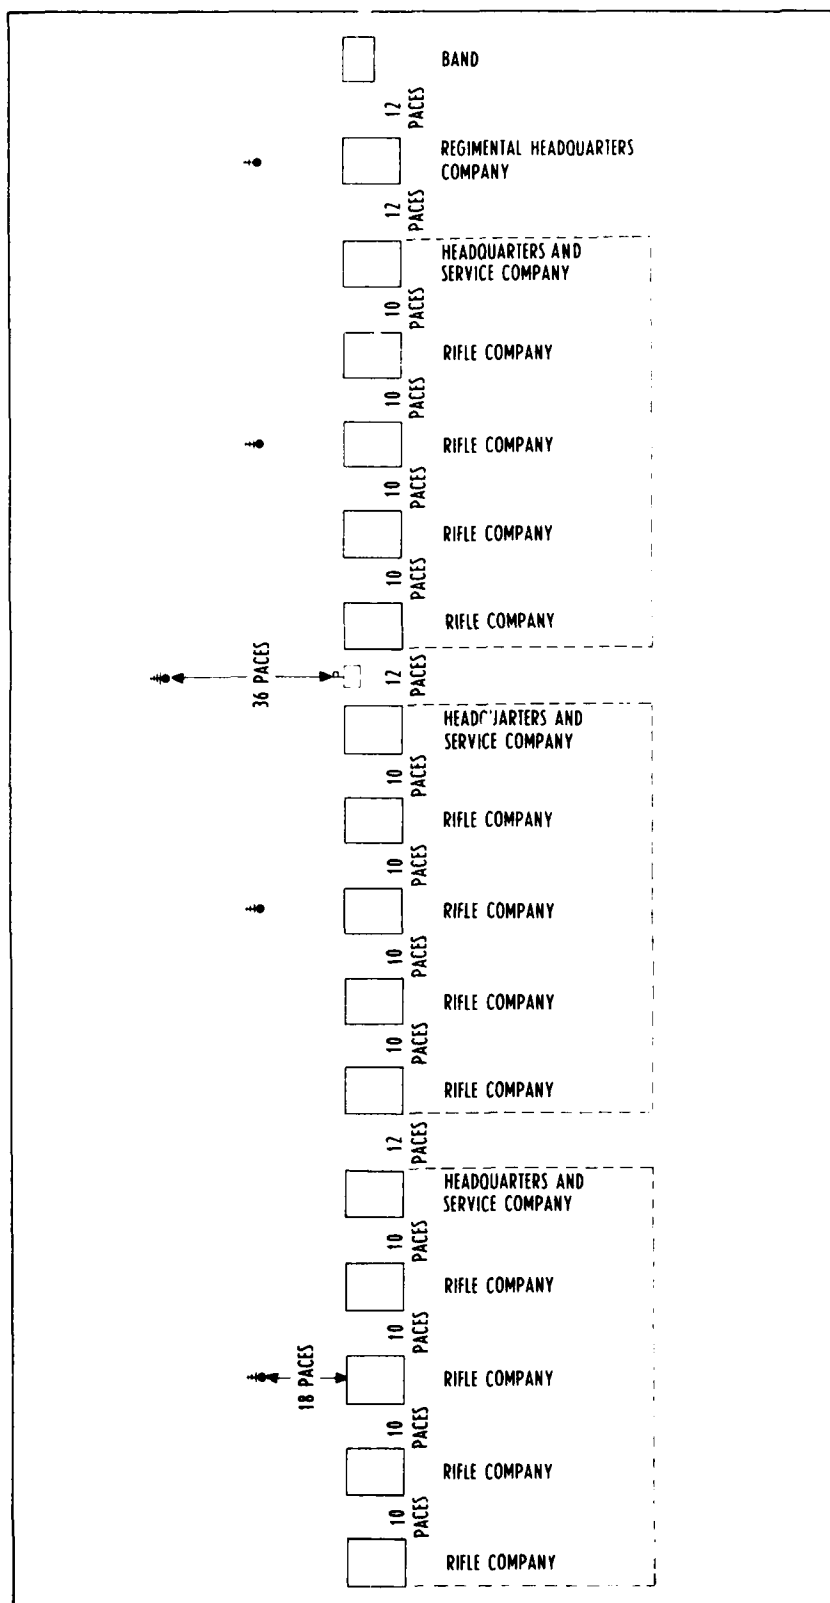 BAND
12
PACES
REGIMENTAL HEADQUARTERS
COMPANY
12
PACES
HEADQUARTERS AND
SERVICE COMPANY
10
PACES
RIFLE COMPANY
10
PACES
RIFLE COMPANY
10
PACES
RIFLE COMPANY
10
PACES
RIFLE COMPANY
36 PACES
P
12
PACES
HEADQUARTERS AND
SERVICE COMPANY
10
PACES
RIFLE COMPANY
10
PACES
RIFLE COMPANY
10
PACES
RIFLE COMPANY
10
PACES
RIFLE COMPANY
12
PACES
HEADQUARTERS AND
SERVICE COMPANY
10
PACES
RIFLE COMPANY
10
PACES
18 PACES
RIFLE COMPANY
10
PACES
RIFLE COMPANY
10
PACES
RIFLE COMPANY